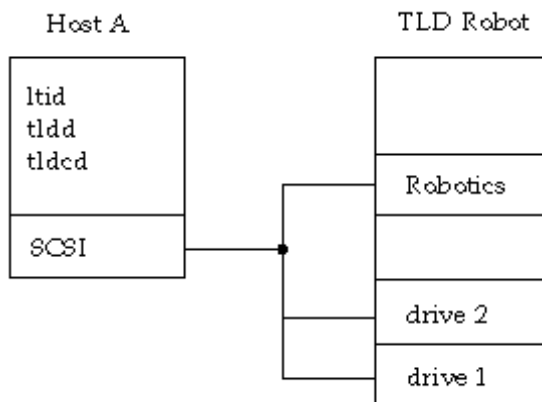 Host A
TLD Robot
ltid
tldd
tldcd
Robotics
SCSI
drive 2
drive 1